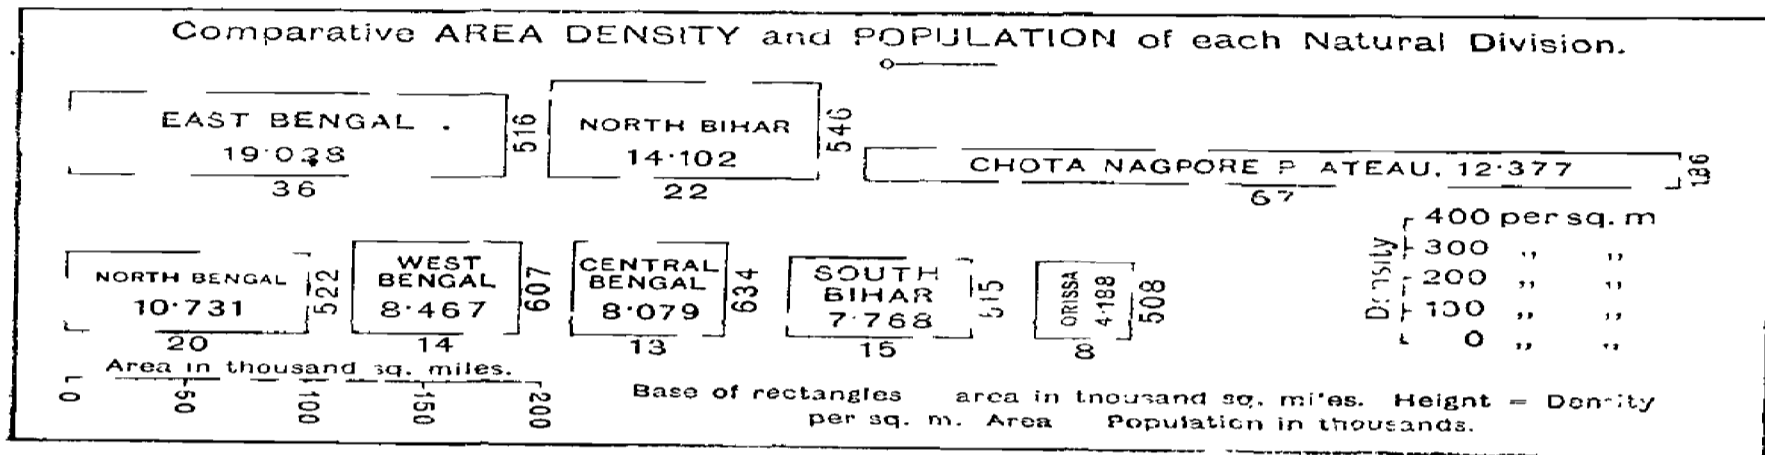 Comparative AREA DENSITY and POPULATION of each Natural Division.
EAST BENGAL
516
36
NORTH BIHAR
14·102
546
22
CHOTA NAGPORE P ATEAU. 12·377
186
67
NORTH BENGAL
10·731
522
20
WEST
BENGAL
8·467
607
14
CENTRAL
BENGAL
8·079
634
13
SOUTH
BIHAR
7·768
515
15
ORISSA
4·188
508
8
Density
400 per sq. m
300 ,, ,,
200 ,, ,,
100 ,, ,,
0 ,, ,,
Area in thousand sq. miles.
0 50 100 150 200
Base of rectangles area in thousand sq. miles. Height = Density
per sq. m. Area Population in thousands.